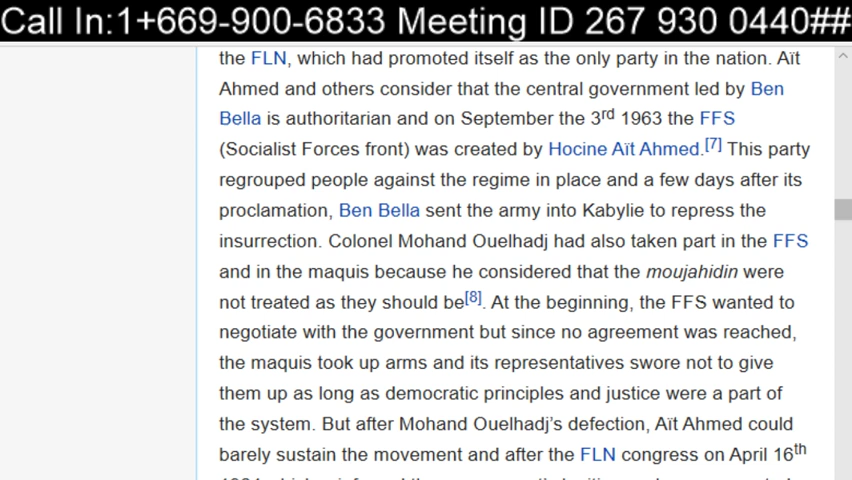 Call In:1+669-900-6833 Meeting ID 267 930 0440##
the FLN, which had promoted itself as the only party in the nation. Aït
Ahmed and others consider that the central government led by Ben
Bella is authoritarian and on September the 3rd 1963 the FFS
(Socialist Forces front) was created by Hocine Aït Ahmed.[7] This party
regrouped people against the regime in place and a few days after its
proclamation, Ben Bella sent the army into Kabylie to repress the
insurrection. Colonel Mohand Ouelhadj had also taken part in the FFS
and in the maquis because he considered that the moujahidin were
not treated as they should be[8]. At the beginning, the FFS wanted to
negotiate with the government but since no agreement was reached,
the maquis took up arms and its representatives swore not to give
them up as long as democratic principles and justice were a part of
the system. But after Mohand Ouelhadj's defection, Aït Ahmed could
barely sustain the movement and after the FLN congress on April 16th